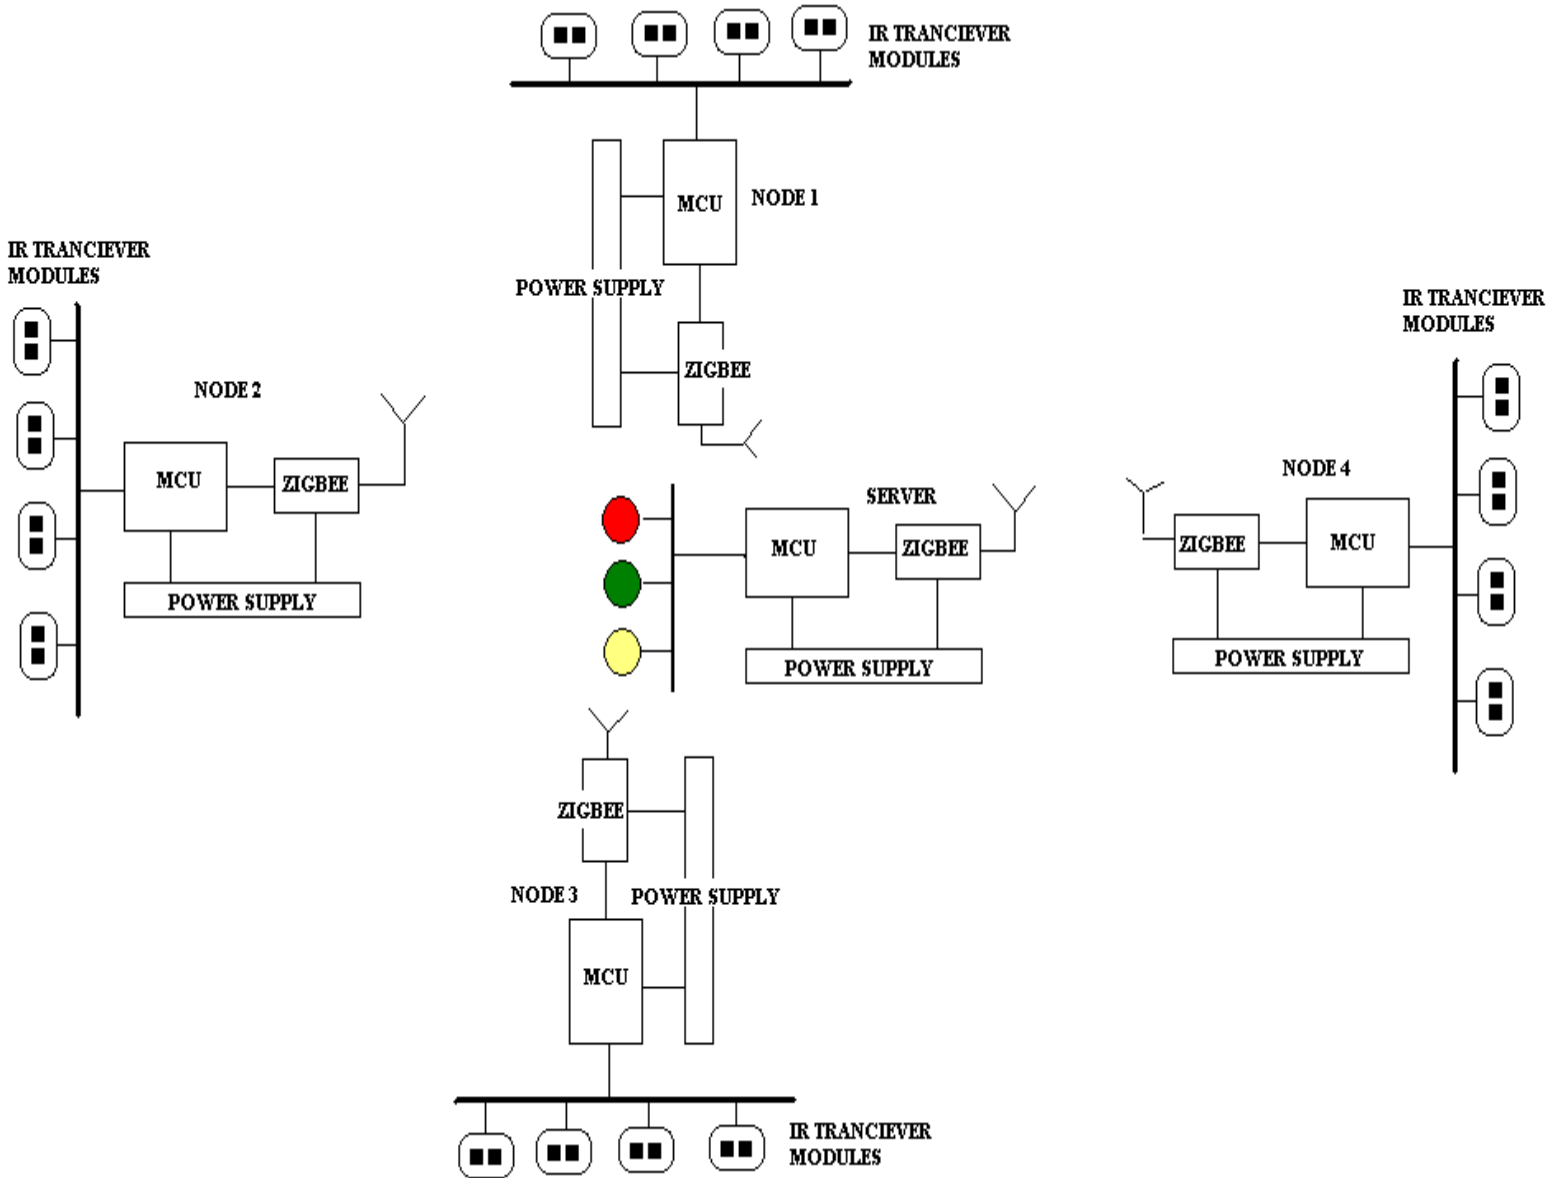 IR TRANCIEVER
MODULES
MCU
NODE 1
POWER SUPPLY
ZIGBEE
IR TRANCIEVER
MODULES
NODE 2
MCU
ZIGBEE
POWER SUPPLY
SERVER
MCU
ZIGBEE
POWER SUPPLY
IR TRANCIEVER
MODULES
NODE 4
ZIGBEE
MCU
POWER SUPPLY
ZIGBEE
NODE 3
POWER SUPPLY
MCU
IR TRANCIEVER
MODULES